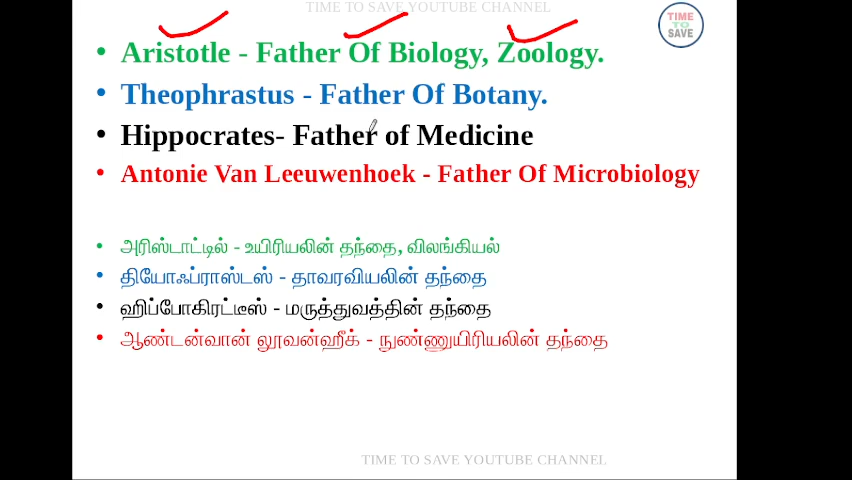 TIME TO SAVE YOUTUBE CHANNEL
TIME
TO
SAVE
• Aristotle - Father Of Biology, Zoology.
• Theophrastus - Father Of Botany.
• Hippocrates- Father of Medicine
• Antonie Van Leeuwenhoek - Father Of Microbiology
• அரிஸ்டாட்டில் - உயிரியலின் தந்தை, விலங்கியல்
• தியோஃப்ராஸ்டஸ் - தாவரவியலின் தந்தை
• ஹிப்போகிரட்டீஸ் - மருத்துவத்தின் தந்தை
• ஆண்டன்வான் லூவன்ஹீக் - நுண்ணுயிரியலின் தந்தை
TIME TO SAVE YOUTUBE CHANNEL